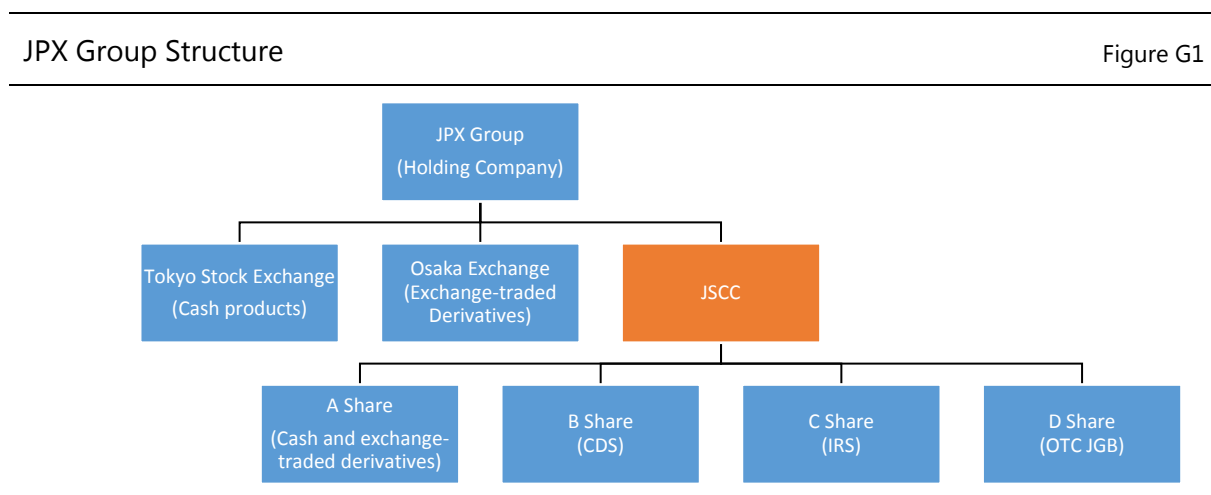 JPX Group Structure
Figure G1
JPX Group
(Holding Company)
Tokyo Stock Exchange
(Cash products)
Osaka Exchange
(Exchange-traded
Derivatives)
JSCC
A Share
(Cash and exchange-
traded derivatives)
B Share
(CDS)
C Share
(IRS)
D Share
(OTC JGB)